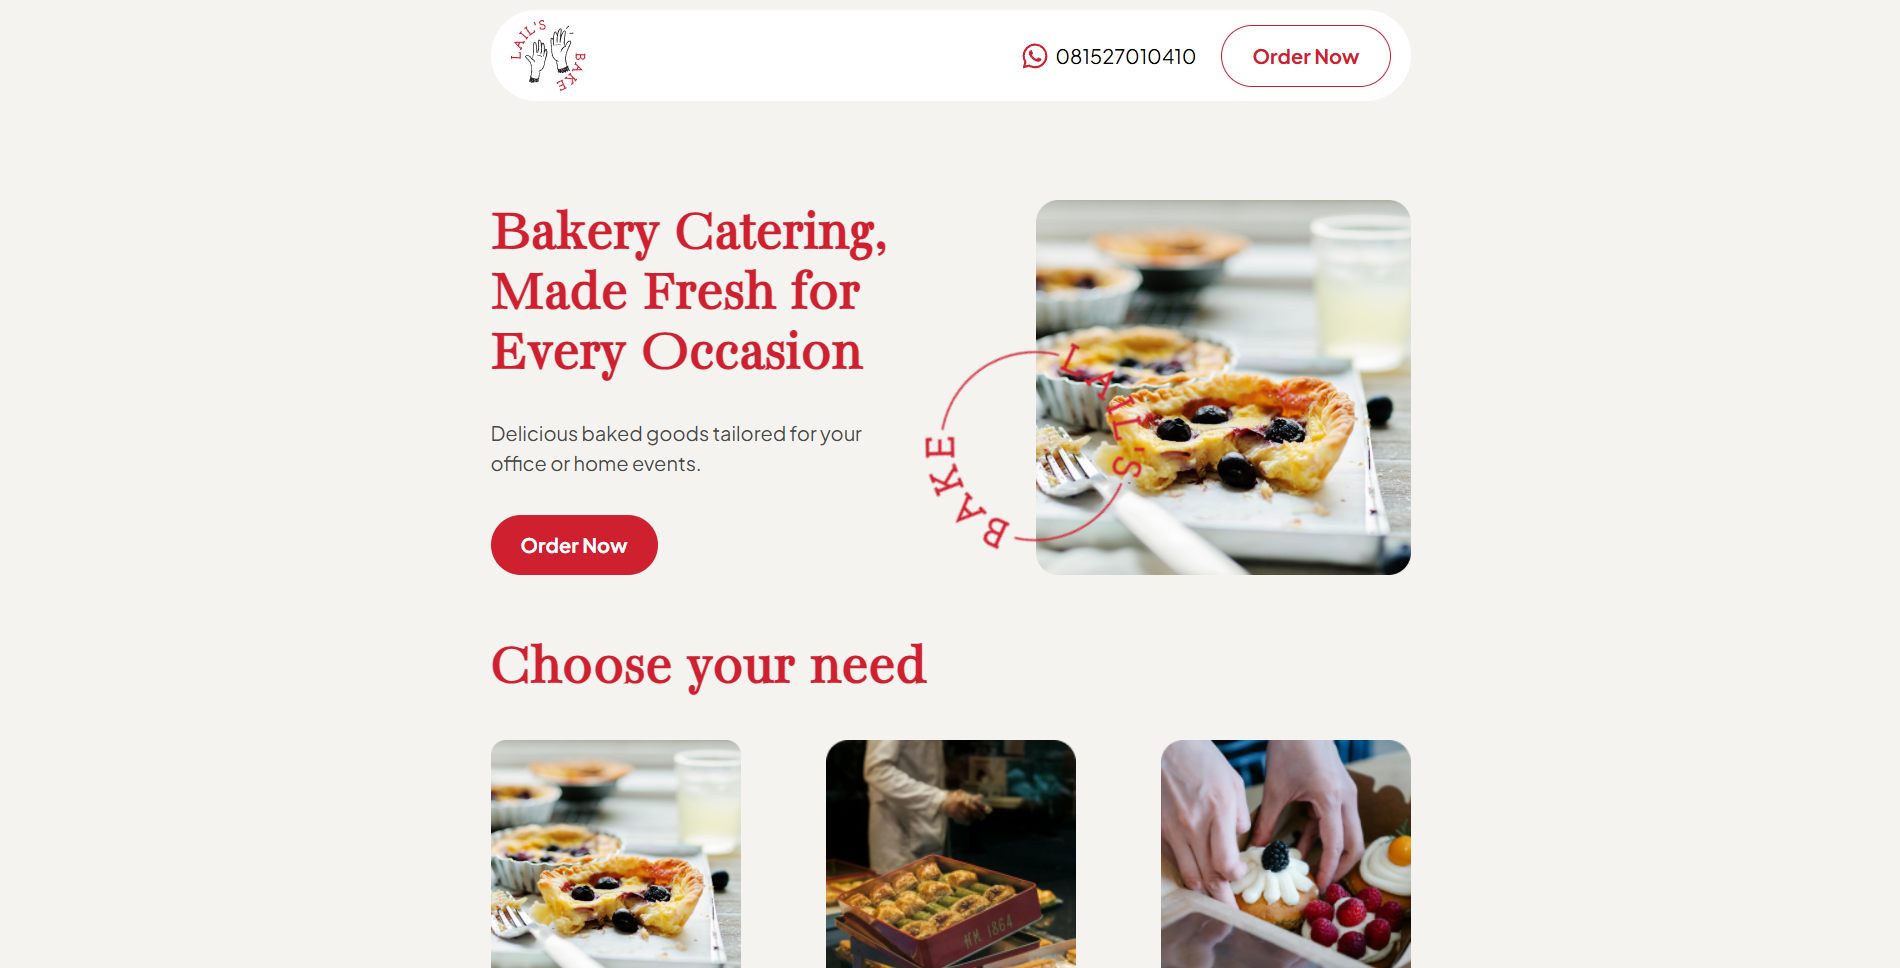 LAIL'S BAKE
081527010410
Order Now
Bakery Catering,
Made Fresh for
Every Occasion
Delicious baked goods tailored for your
office or home events.
Order Now
LAIL'S
BAKE
Choose your need
HM 1864